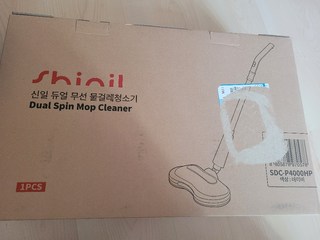 shinil
신일 듀얼 무선 물걸레청소기
Dual Spin Mop Cleaner
SDC-P4000HP
1PCS